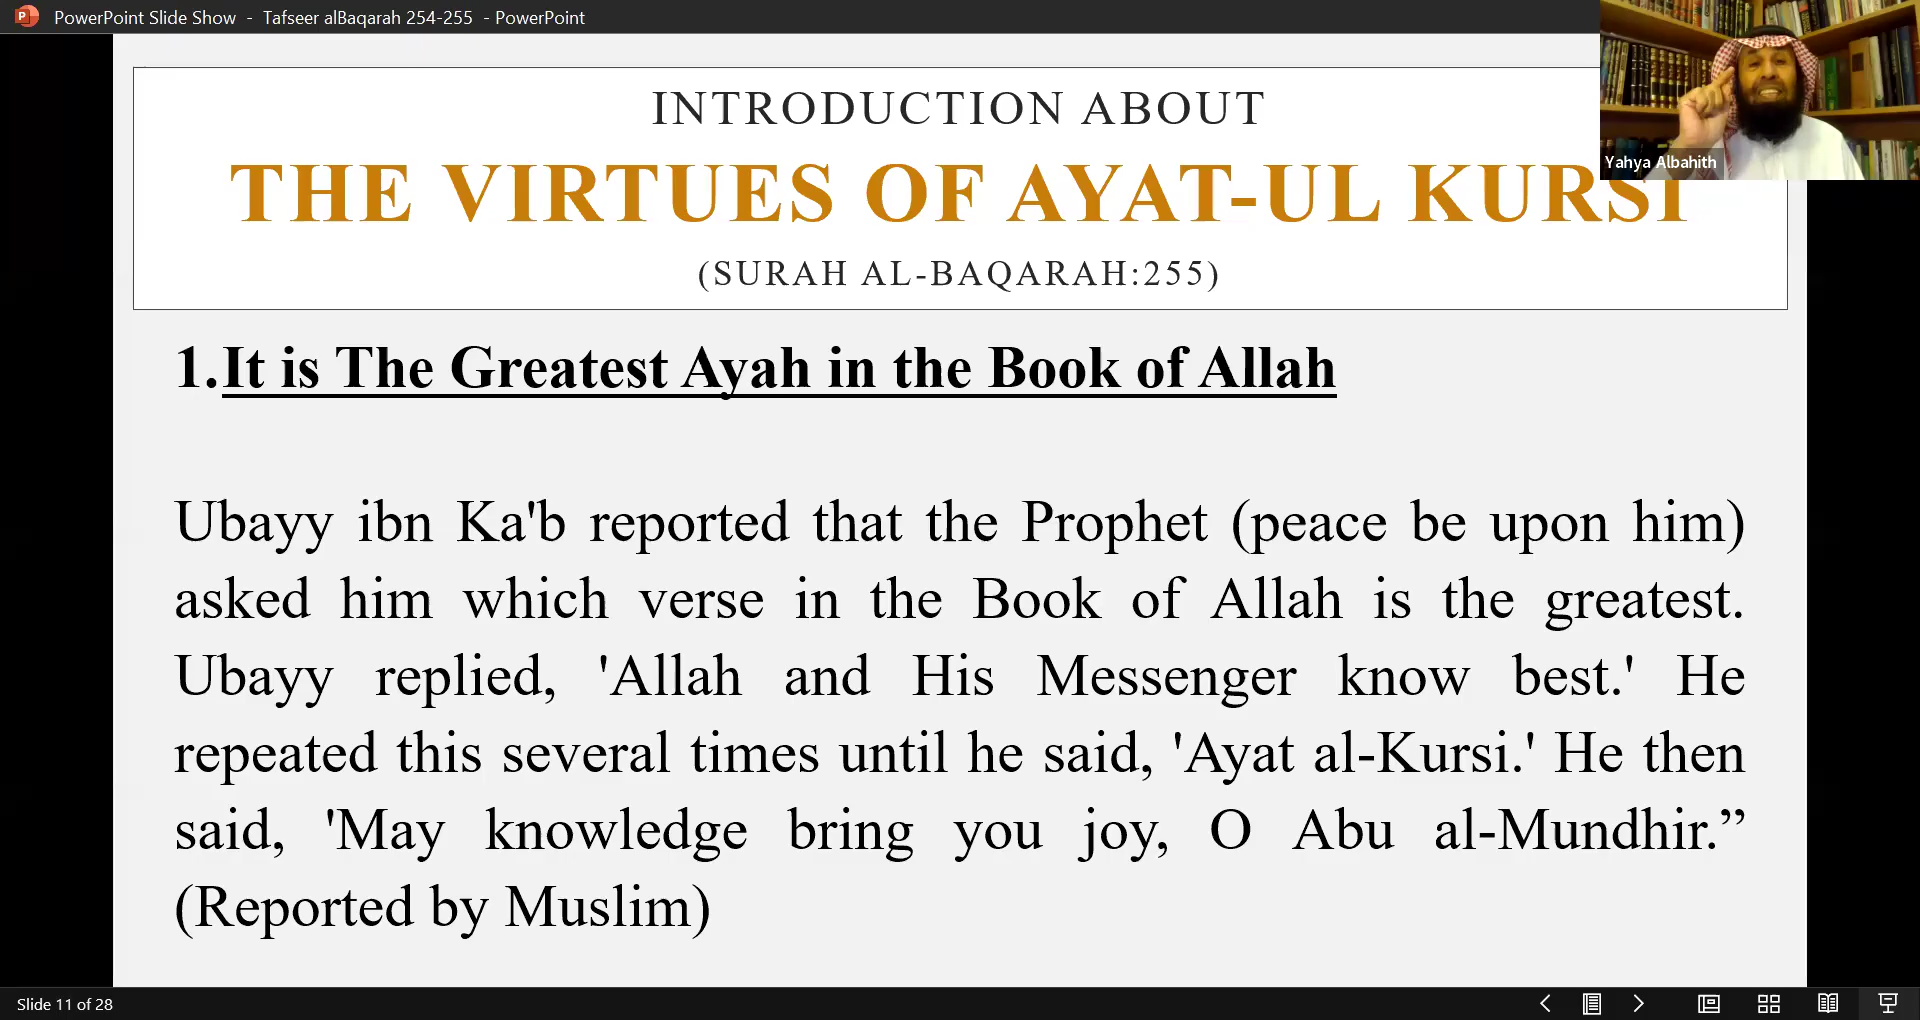 PowerPoint Slide Show - Tafseer alBaqarah 254-255 - PowerPoint
INTRODUCTION ABOUT
THE VIRTUES OF AYAT-UL KURSI
Yahya Albahith
(SURAH AL-BAQARAH:255)
1.It is The Greatest Ayah in the Book of Allah
Ubayy ibn Ka'b reported that the Prophet (peace be upon him)
asked him which verse in the Book of Allah is the greatest.
Ubayy replied, 'Allah and His Messenger know best.' He
repeated this several times until he said, 'Ayat al-Kursi.' He then
said, 'May knowledge bring you joy, O Abu al-Mundhir.”
(Reported by Muslim)
Slide 11 of 28